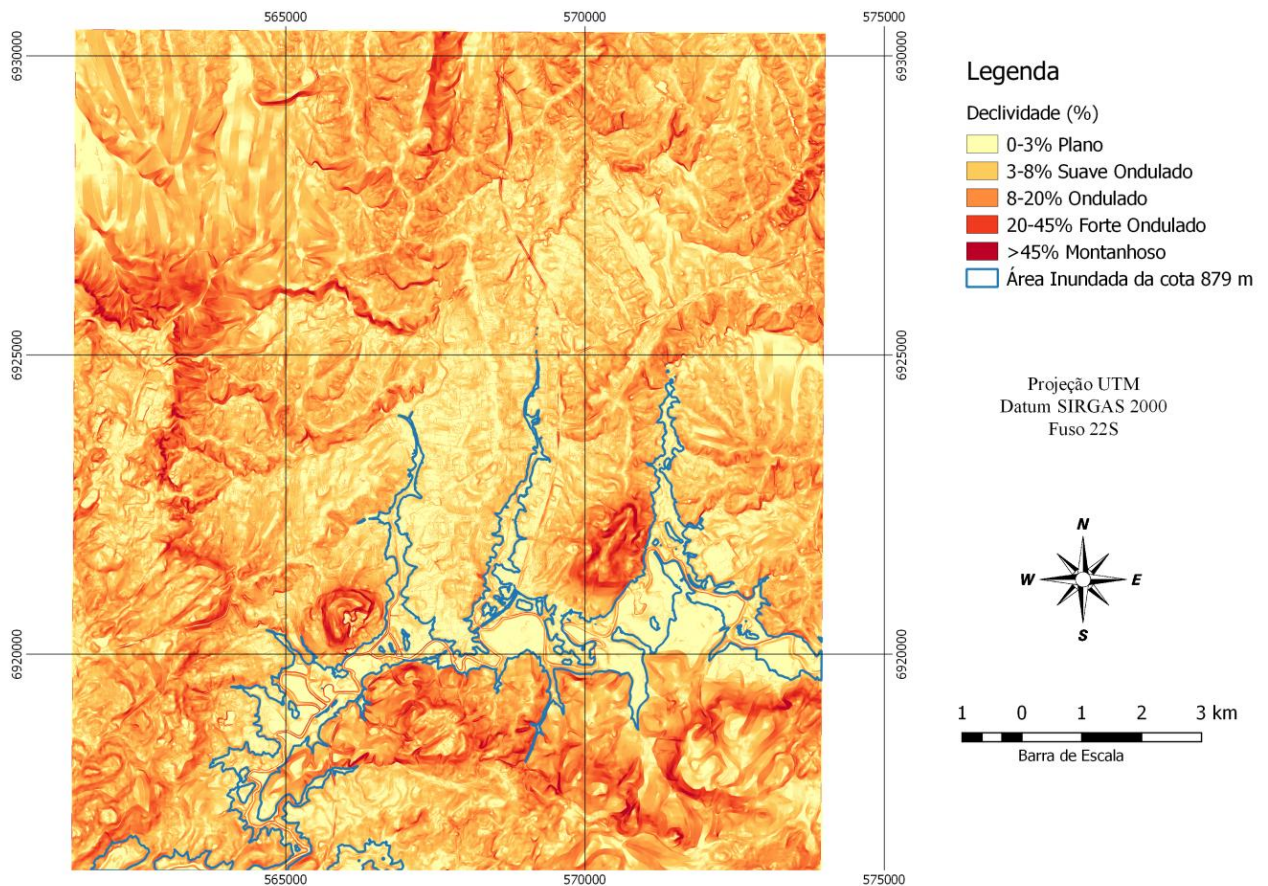 565000 570000 575000
6930000 6930000
6925000 6925000
6920000 6920000
565000 570000 575000
Legenda
Declividade (%)
0-3% Plano
3-8% Suave Ondulado
8-20% Ondulado
20-45% Forte Ondulado
>45% Montanhoso
Área Inundada da cota 879 m
Projeção UTM
Datum SIRGAS 2000
Fuso 22S
N
W E
S
1 0 1 2 3 km
Barra de Escala